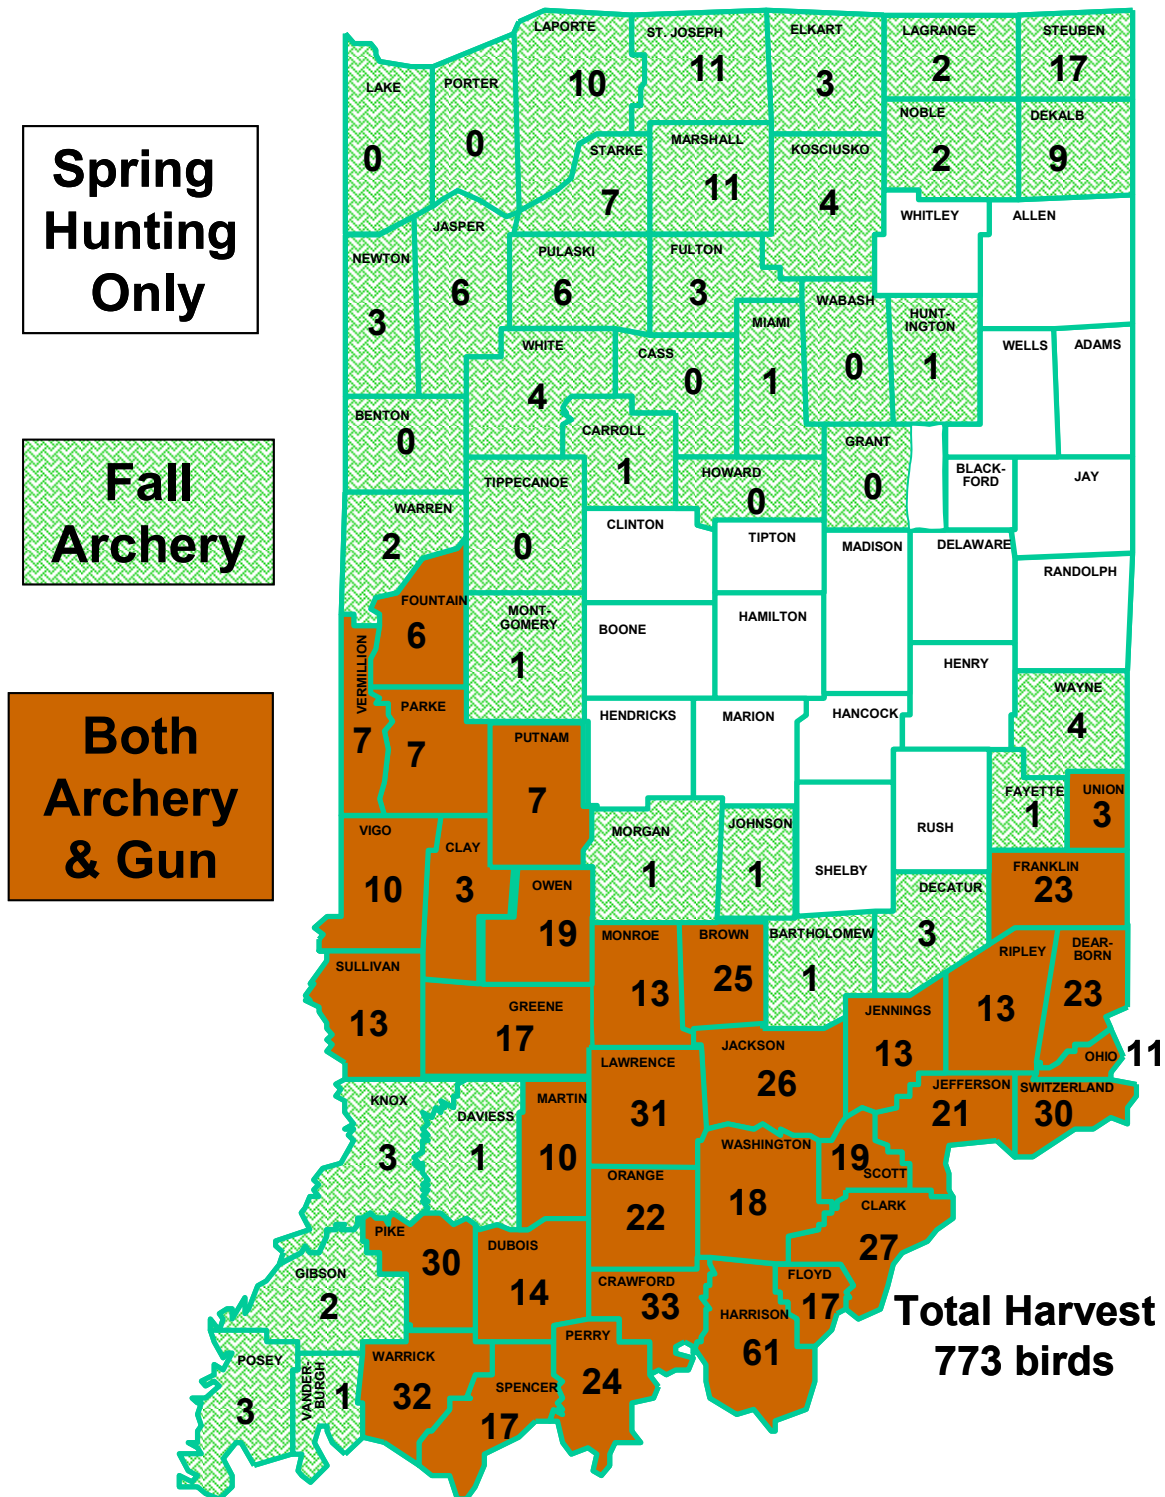 LAPORTE
10
ST. JOSEPH
11
ELKART
3
LAGRANGE
2
STEUBEN
17
LAKE
0
PORTER
0
STARKE
7
MARSHALL
11
KOSCIUSKO
4
NOBLE
2
DEKALB
9
Spring
Hunting
Only
WHITLEY
ALLEN
NEWTON
3
JASPER
6
PULASKI
6
FULTON
3
MIAMI
1
WABASH
0
HUNT-
INGTON
1
WELLS
ADAMS
WHITE
4
CASS
0
BENTON
0
CARROLL
1
HOWARD
0
GRANT
0
BLACK-
FORD
JAY
Fall
Archery
WARREN
2
TIPPECANOE
0
CLINTON
TIPTON
MADISON
DELAWARE
RANDOLPH
FOUNTAIN
6
MONT-
GOMERY
1
BOONE
HAMILTON
HENRY
VERMILLION
7
PARKE
7
PUTNAM
7
HENDRICKS
MARION
HANCOCK
WAYNE
4
Both
Archery
& Gun
FAYETTE
1
UNION
3
VIGO
10
CLAY
3
OWEN
19
MORGAN
1
JOHNSON
1
SHELBY
RUSH
FRANKLIN
23
DECATUR
3
SULLIVAN
13
GREENE
17
MONROE
13
BROWN
25
BARTHOLOMEW
1
RIPLEY
13
DEAR-
BORN
23
JENNINGS
13
OHIO 11
LAWRENCE
31
JACKSON
26
JEFFERSON
21
SWITZERLAND
30
KNOX
3
DAVIESS
1
MARTIN
10
WASHINGTON
18
19
SCOTT
ORANGE
22
CLARK
27
PIKE
30
DUBOIS
14
GIBSON
2
CRAWFORD
33
HARRISON
61
FLOYD
17
Total Harvest
773 birds
POSEY
3
VANDER-
BURGH
1
WARRICK
32
SPENCER
17
PERRY
24